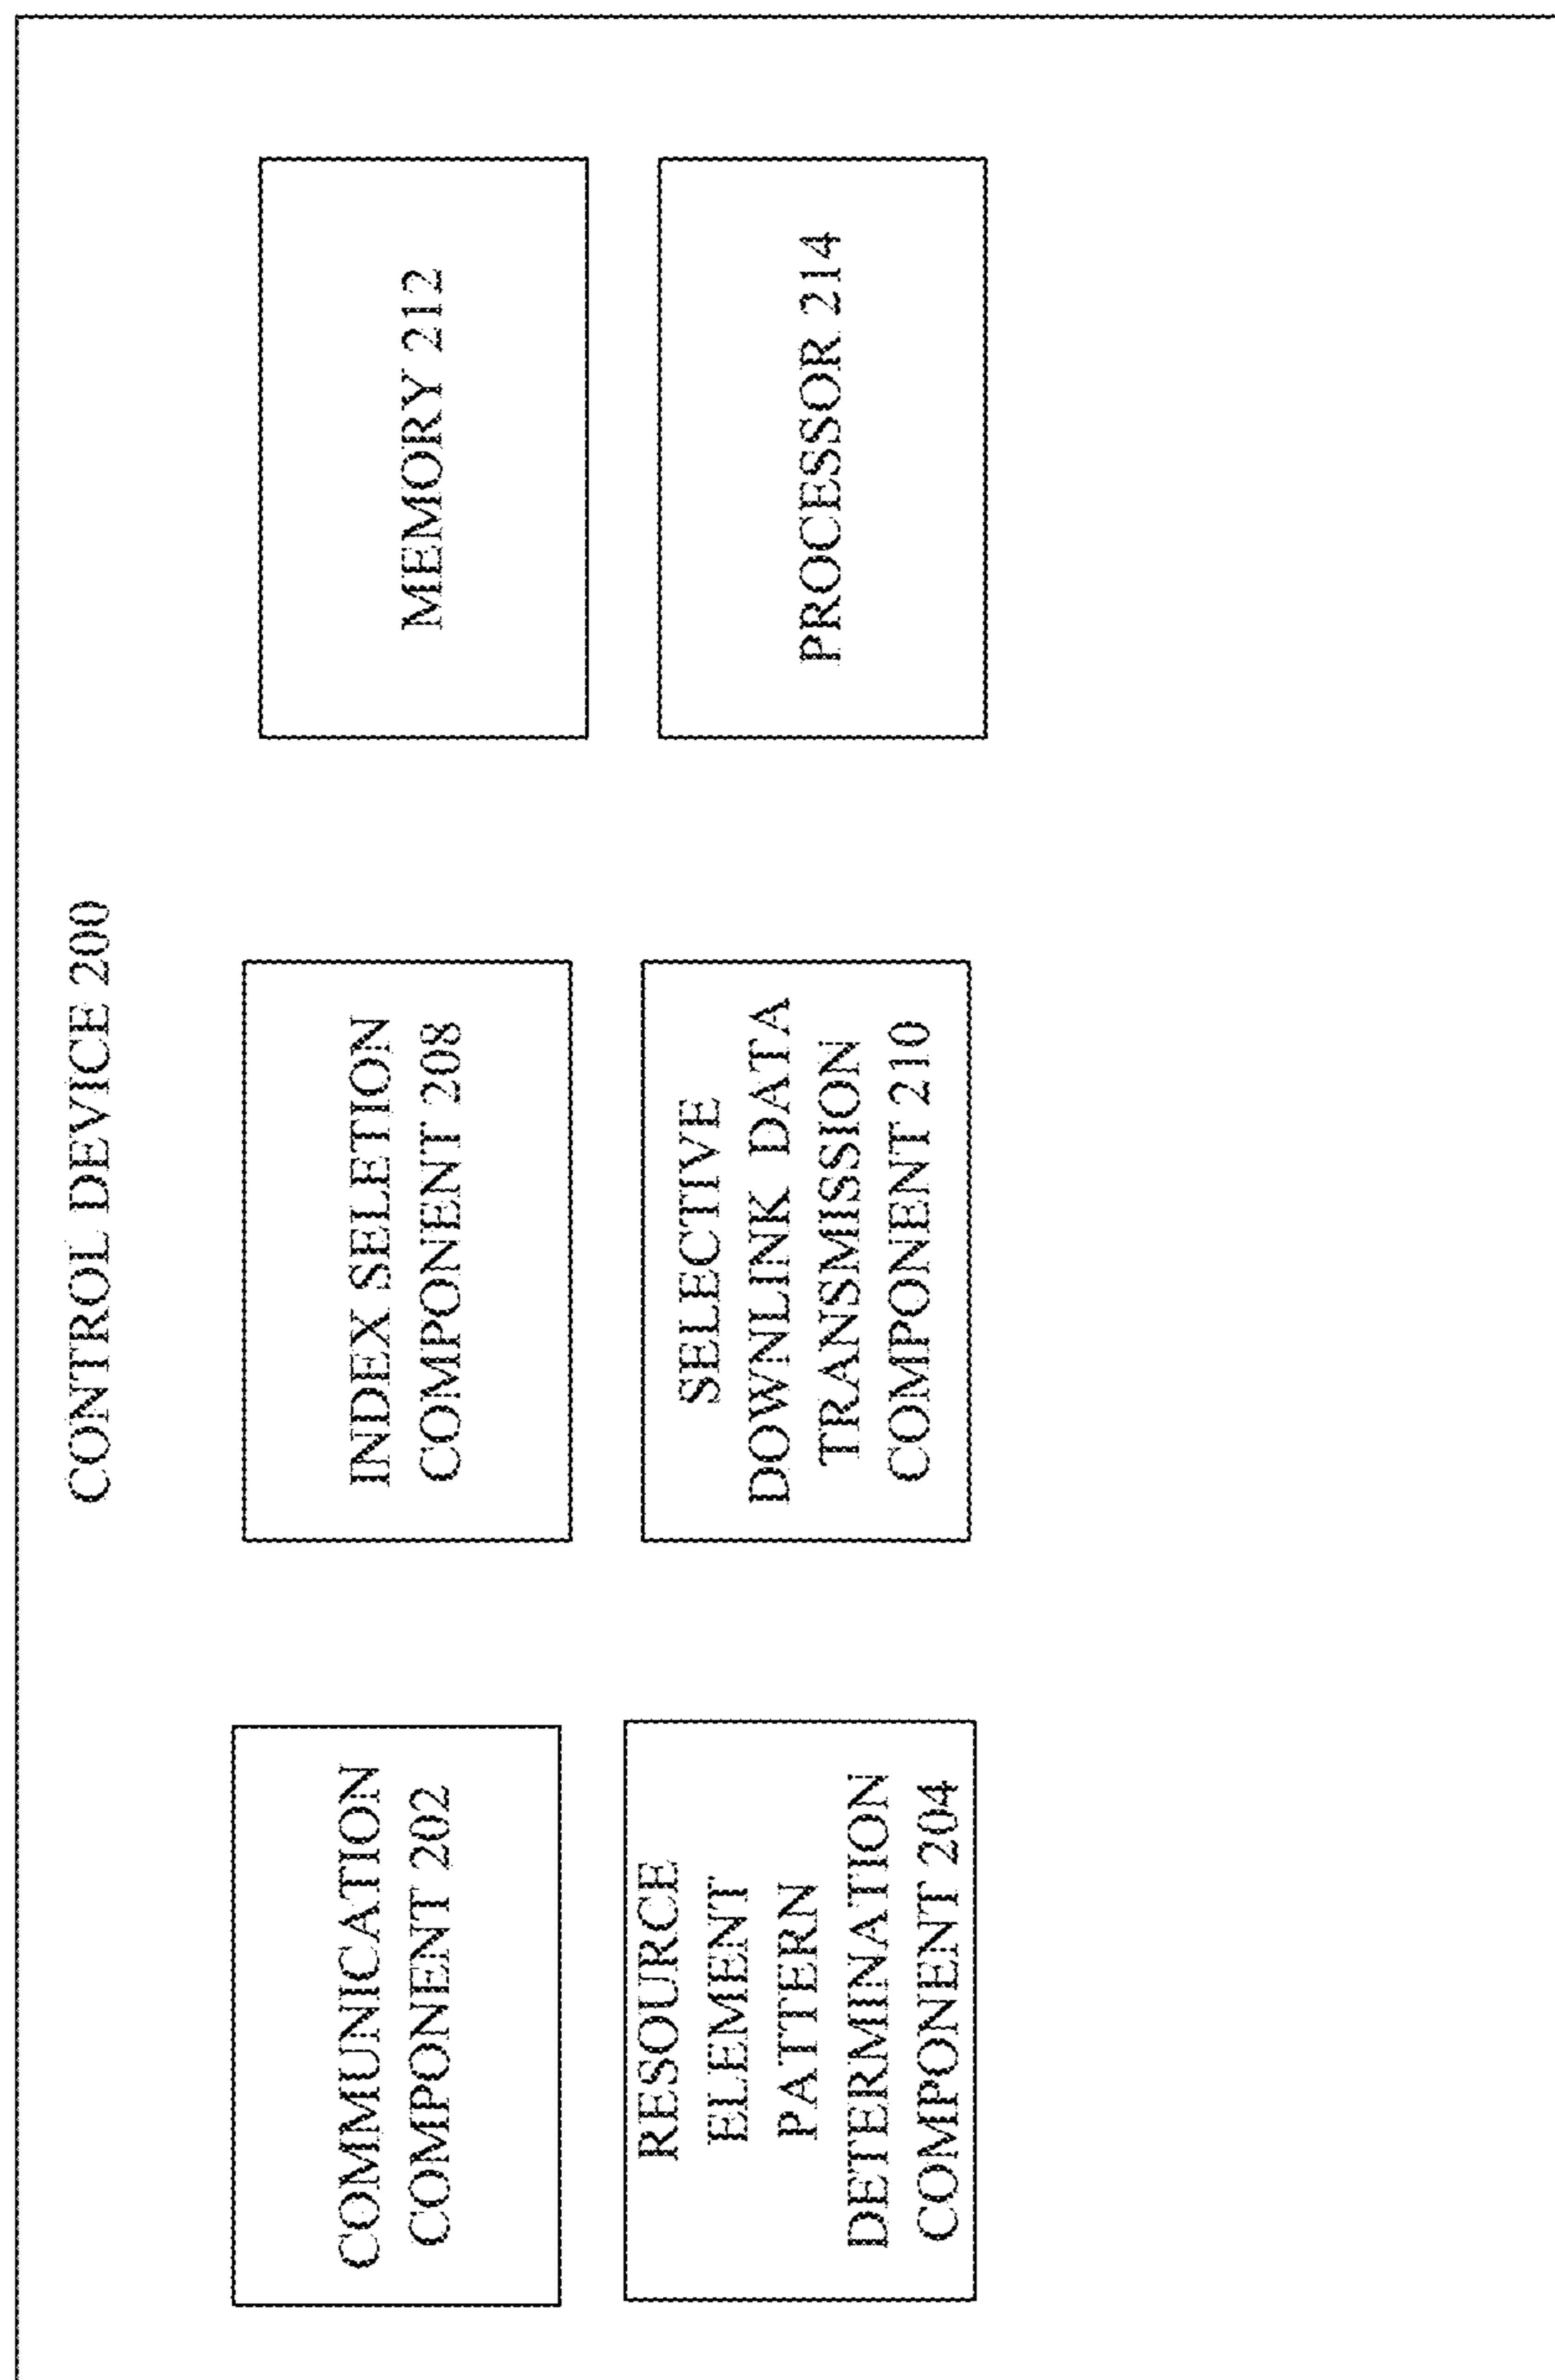 CONTROL DEVICE 200
COMMUNICATION
COMPONENT 202
INDEX SELETION
COMPONENT 208
MEMORY 212
RESOURCE
ELEMENT
PATTERN
DETERMINATION
COMPONENT 204
SELECTIVE
DOWNLINK DATA
TRANSMISSION
COMPONENT 210
PROCESSOR 214